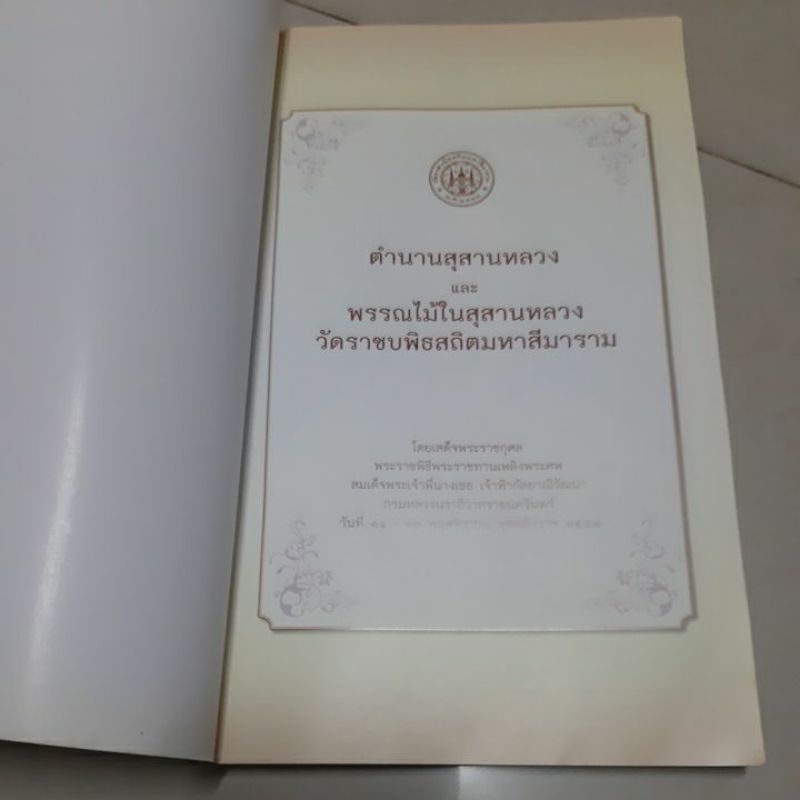 ตำนานสุสานหลวง
และ
พรรณไม้ในสุสานหลวง
วัดราชบพิธสถิตมหาสีมาราม
โดยเสด็จพระราชกุศล
พระราชพิธีพระราชทานเพลิงพระศพ
สมเด็จพระเจ้าพี่นางเธอ เจ้าฟ้ากัลยาณิวัฒนา
กรมหลวงนราธิวาสราชนครินทร์
วันที่